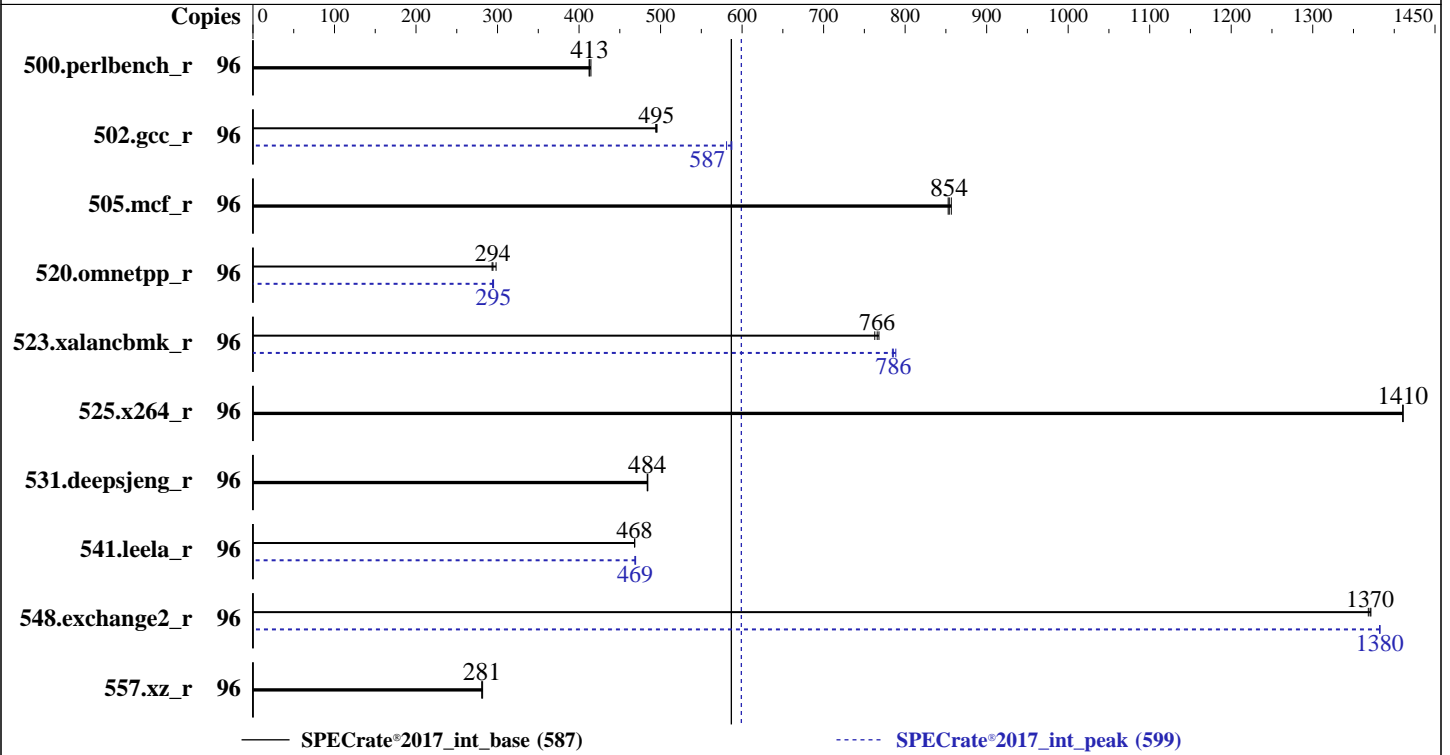 Copies 0 100 200 300 400 500 600 700 800 900 1000 1100 1200 1300 1450
500.perlbench_r 96 413
502.gcc_r 96 495
587
505.mcf_r 96 854
520.omnetpp_r 96 294
295
523.xalancbmk_r 96 766
786
525.x264_r 96 1410
531.deepsjeng_r 96 484
541.leela_r 96 468
469
548.exchange2_r 96 1370
1380
557.xz_r 96 281
SPECrate®2017_int_base (587) SPECrate®2017_int_peak (599)